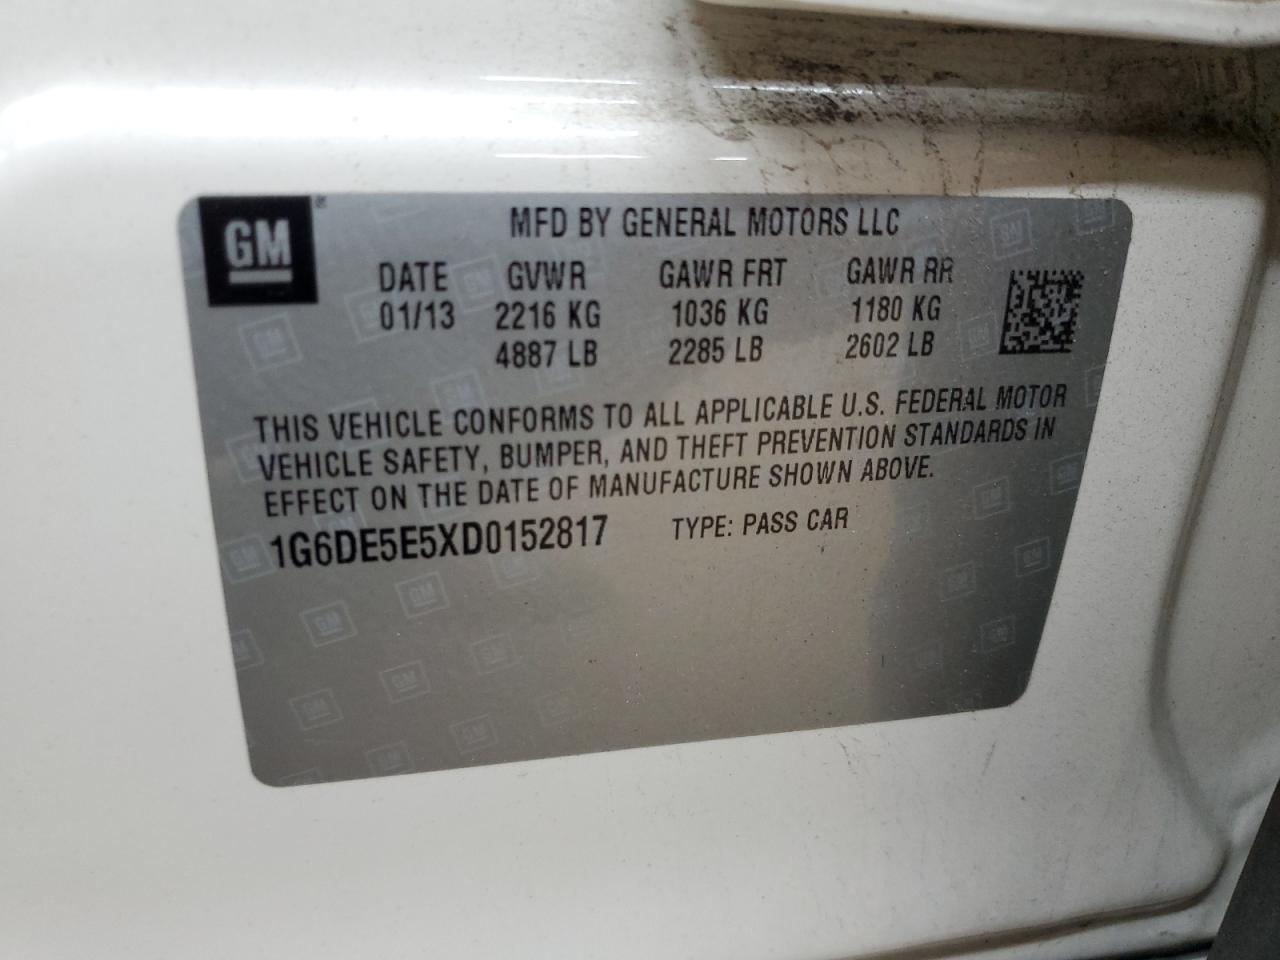 GM
MFD BY GENERAL MOTORS LLC
DATE GVWR GAWR FRT GAWR RR
01/13 2216 KG 1036 KG 1180 KG
4887 LB 2285 LB 2602 LB
THIS VEHICLE CONFORMS TO ALL APPLICABLE U.S. FEDERAL MOTOR
VEHICLE SAFETY, BUMPER, AND THEFT PREVENTION STANDARDS IN
EFFECT ON THE DATE OF MANUFACTURE SHOWN ABOVE.
1G6DE5E5XD0152817 TYPE: PASS CAR